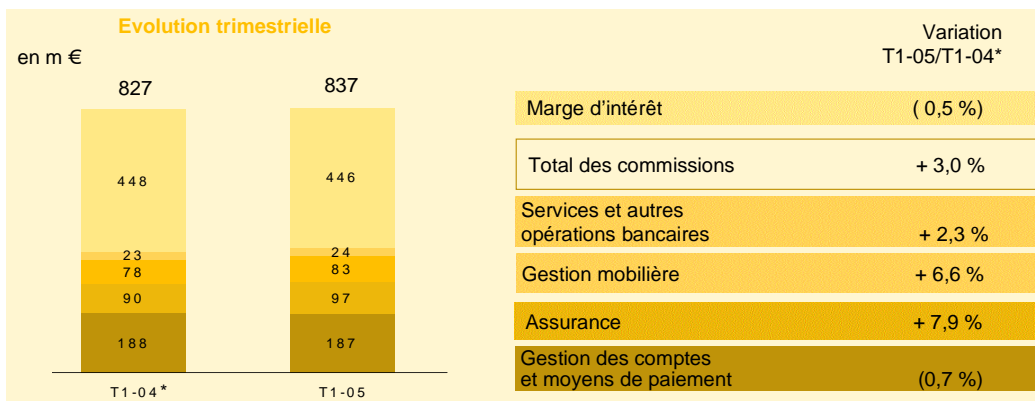 Evolution trimestrielle
en m €
827
837
448
446
23
24
78
83
90
97
188
187
T1-04*
T1-05
Variation
T1-05/T1-04*
Marge d'intérêt ( 0,5 %)
Total des commissions + 3,0 %
Services et autres
opérations bancaires + 2,3 %
Gestion mobilière + 6,6 %
Assurance + 7,9 %
Gestion des comptes
et moyens de paiement (0,7 %)